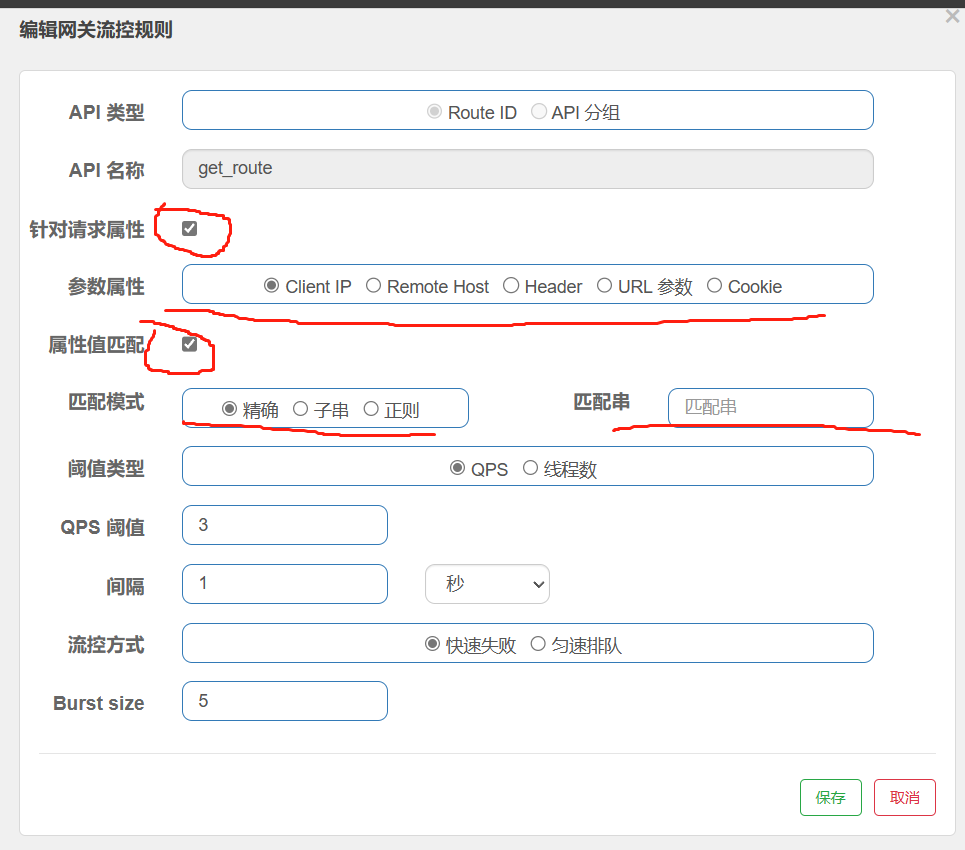 编辑网关流控规则
×
API 类型 Route ID API 分组
API 名称 get_route
针对请求属性
参数属性 Client IP Remote Host Header URL 参数 Cookie
属性值匹配
匹配模式 精确 子串 正则 匹配串 匹配串
阈值类型 QPS 线程数
QPS 阈值 3
间隔 1 秒
流控方式 快速失败 匀速排队
Burst size 5
保存 取消